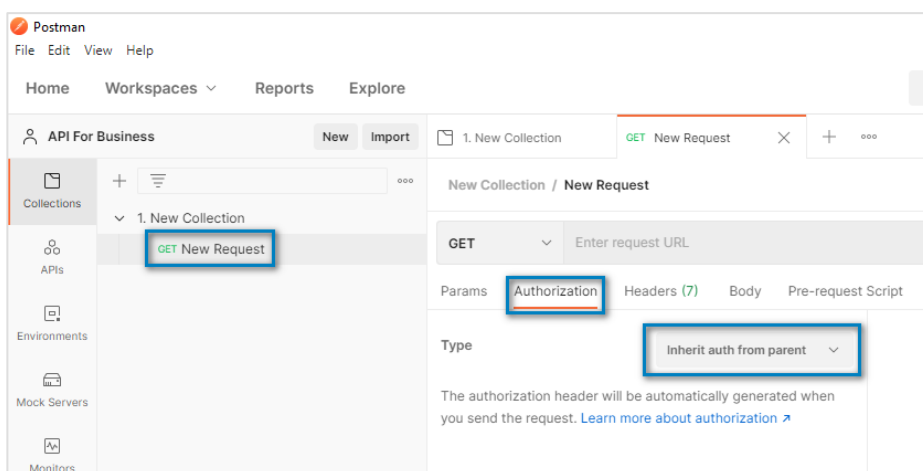 Postman
File Edit View Help
Home Workspaces Reports Explore
API For Business New Import
1. New Collection GET New Request
Collections
New Collection / New Request
1. New Collection
GET New Request
GET Enter request URL
APIs
Params Authorization Headers (7) Body Pre-request Script
Environments
Type Inherit auth from parent
The authorization header will be automatically generated when
you send the request. Learn more about authorization
Mock Servers
Monitors